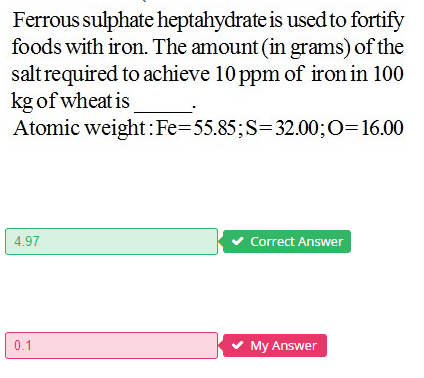 Ferrous sulphate heptahydrate is used to fortify
foods with iron. The amount (in grams) of the
salt required to achieve 10 ppm of iron in 100
kg of wheat is ______.
Atomic weight : Fe=55.85; S=32.00; O=16.00
4.97
✔ Correct Answer
0.1
✔ My Answer